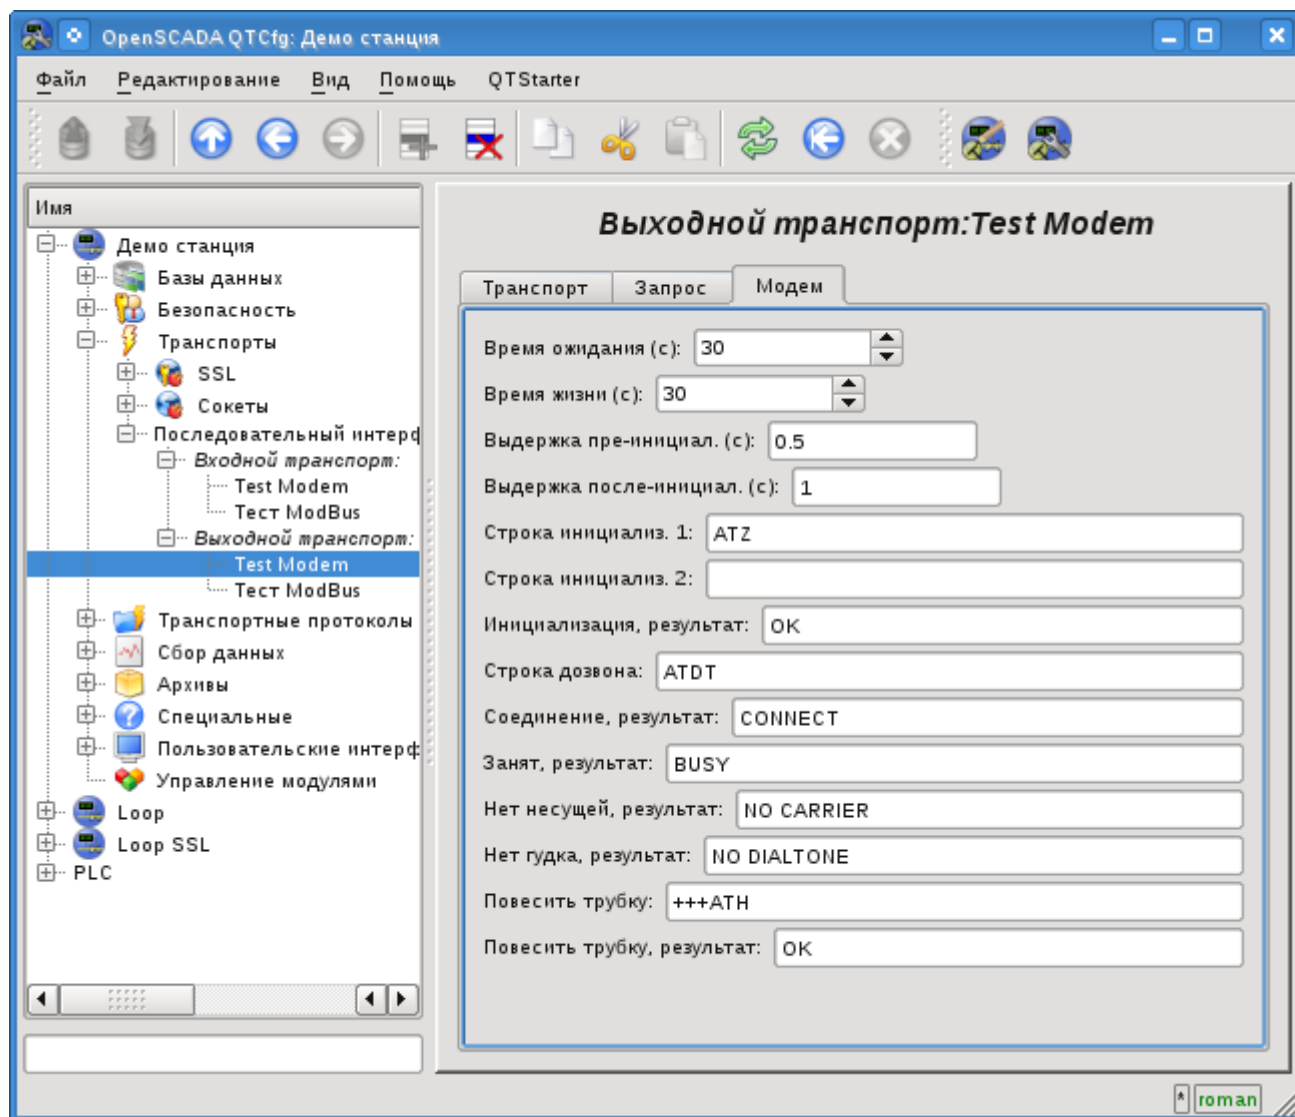 OpenSCADA QTCfg: Демо станция
Файл Редактирование Вид Помощь QTStarter
Имя
Демо станция
Базы данных
Безопасность
Транспорты
SSL
Сокеты
Последовательный интерф
Входной транспорт:
Test Modem
Тест ModBus
Выходной транспорт:
Test Modem
Тест ModBus
Транспортные протоколы
Сбор данных
Архивы
Специальные
Пользовательские интерф
Управление модулями
Loop
Loop SSL
PLC
Выходной транспорт:Test Modem
Транспорт Запрос Модем
Время ожидания (с): 30
Время жизни (с): 30
Выдержка пре-инициал. (с): 0.5
Выдержка после-инициал. (с): 1
Строка инициализ. 1: ATZ
Строка инициализ. 2:
Инициализация, результат: OK
Строка дозвона: ATDT
Соединение, результат: CONNECT
Занят, результат: BUSY
Нет несущей, результат: NO CARRIER
Нет гудка, результат: NO DIALTONE
Повесить трубку: +++ATH
Повесить трубку, результат: OK
* roman